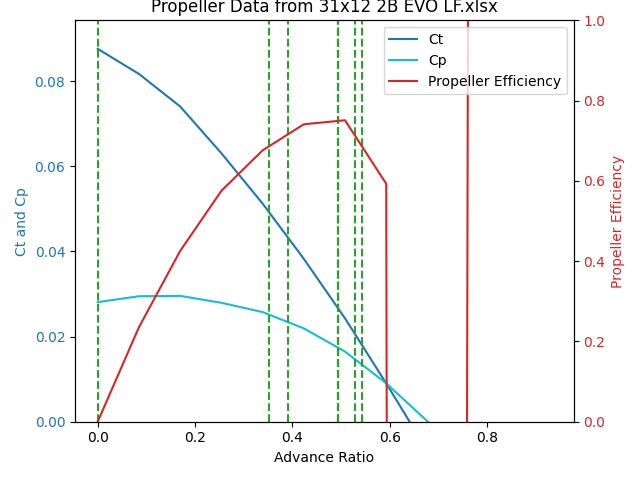 Propeller Data from 31x12 2B EVO LF.xlsx
Ct
Cp
Propeller Efficiency
0.00
0.02
0.04
0.06
0.08
Ct and Cp
0.0
0.2
0.4
0.6
0.8
Advance Ratio
0.0
0.2
0.4
0.6
0.8
1.0
Propeller Efficiency